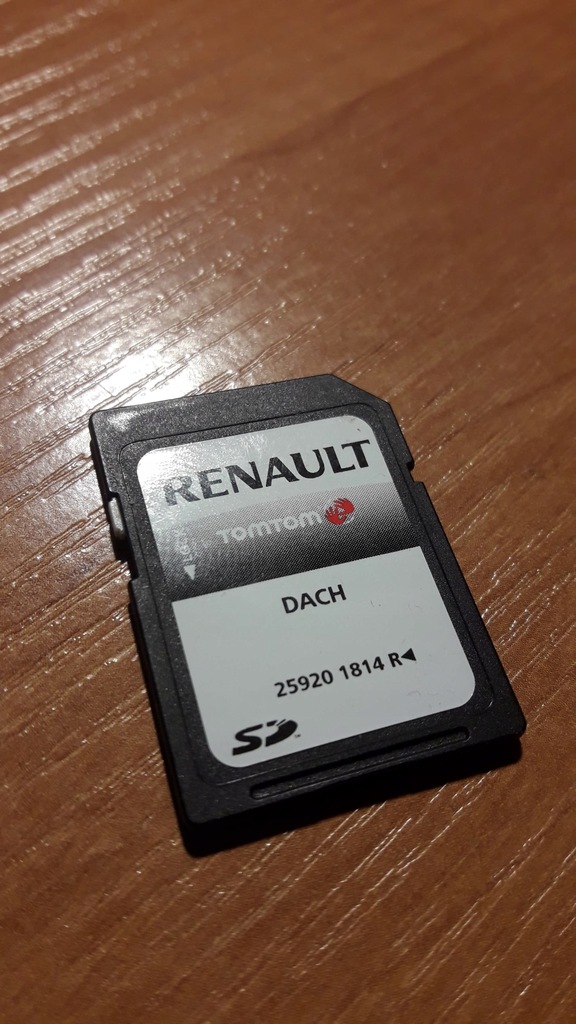 RENAULT
TOMTOM
DACH
25920 1814 R
SD